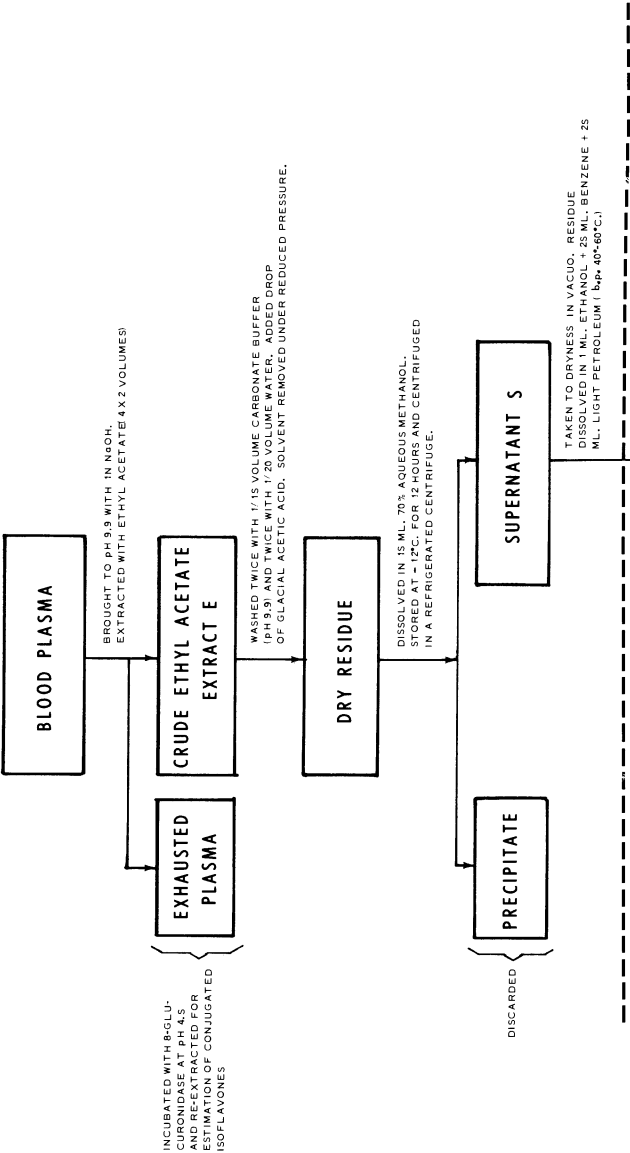 BLOOD PLASMA
BROUGHT TO pH 9.9 WITH 1N NaOH.
EXTRACTED WITH ETHYL ACETATE( 4 X 2 VOLUMES)
EXHAUSTED
PLASMA
INCUBATED WITH 8-GLU-
CURONIDASE AT pH 4.S
AND RE-EXTRACTED FOR
ESTIMATION OF CONJUGATED
ISOFLAVONES
CRUDE ETHYL ACETATE
EXTRACT E
WASHED TWICE WITH 1/1S VOLUME CARBONATE BUFFER
(pH 9.9) AND TWICE WITH 1/20 VOLUME WATER. ADDED DROP
OF GLACIAL ACETIC ACID. SOLVENT REMOVED UNDER REDUCED PRESSURE.
DRY RESIDUE
DISSOLVED IN 1S ML. 70% AQUEOUS METHANOL.
STORED AT - 12°C. FOR 12 HOURS AND CENTRIFUGED
IN A REFRIGERATED CENTRIFUGE.
PRECIPITATE
DISCARDED
SUPERNATANT S
TAKEN TO DRYNESS IN VACUO. RESIDUE
DISSOLVED IN 1 ML. ETHANOL + 2S ML. BENZENE + 2S
ML. LIGHT PETROLEUM ( b.p. 40°-60°C.)